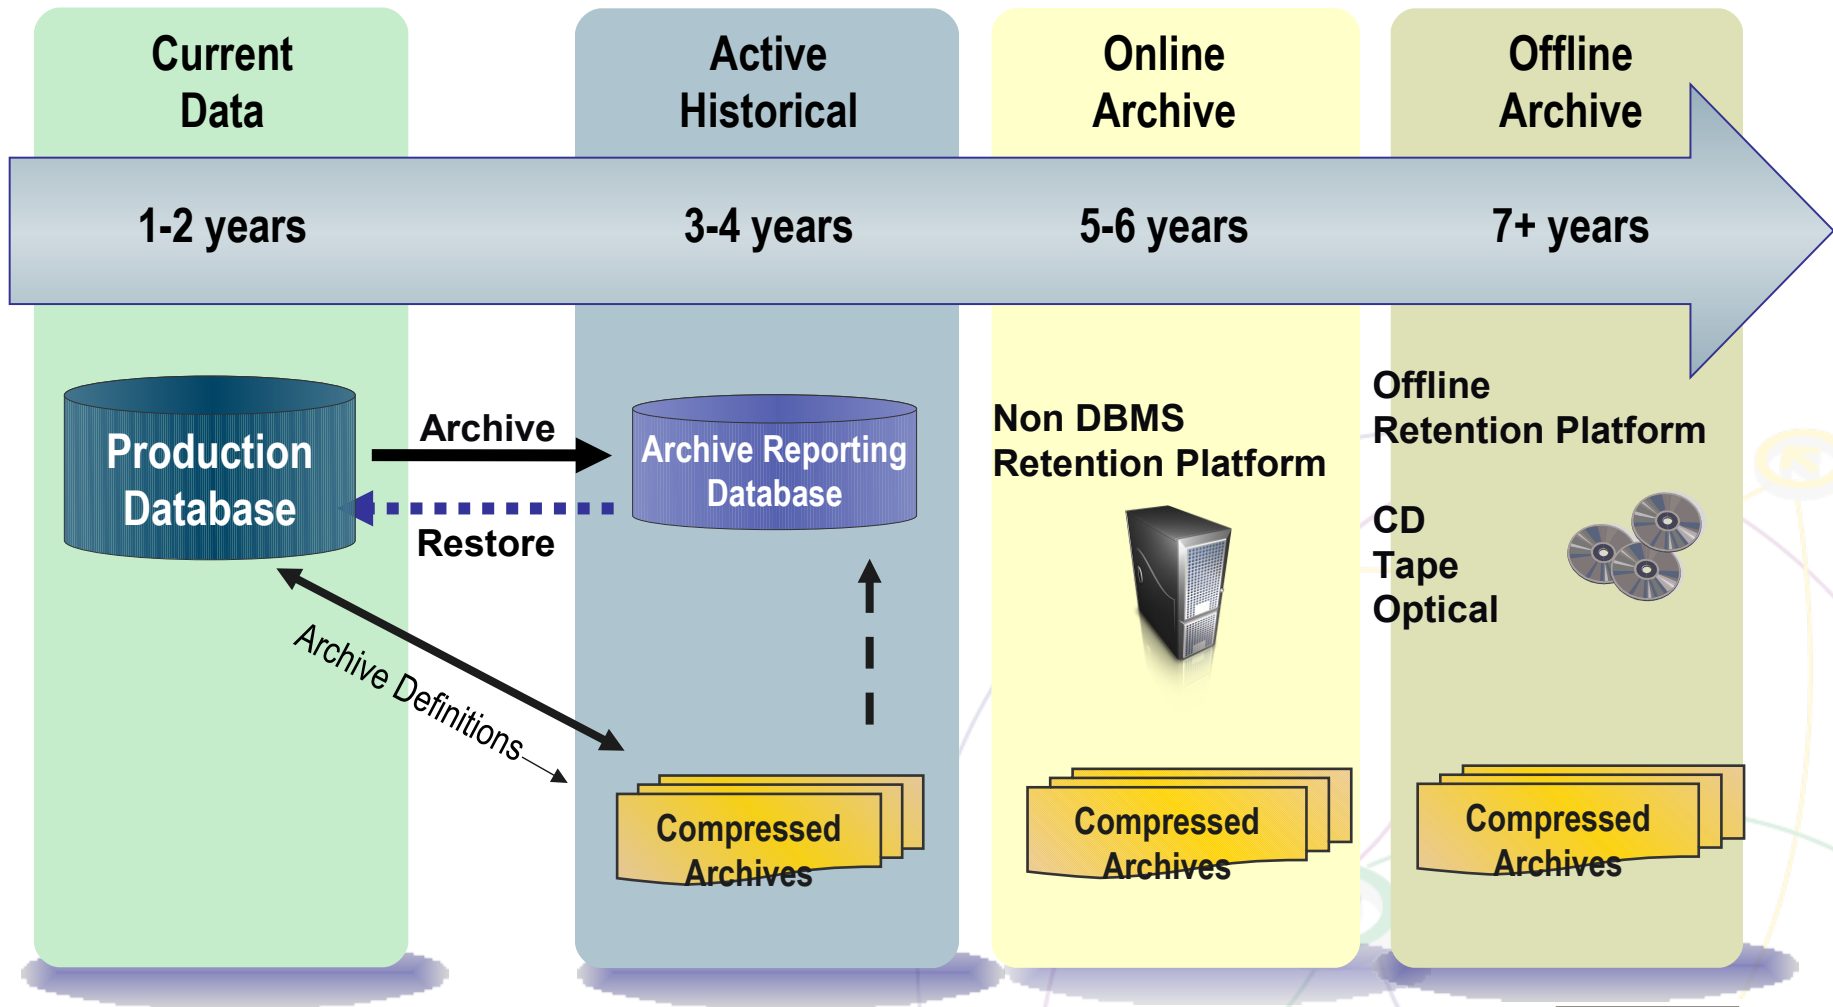 Current
Data
Active
Historical
Online
Archive
Offline
Archive
1-2 years
3-4 years
5-6 years
7+ years
Production
Database
Archive
Restore
Archive Reporting
Database
Archive Definitions
Compressed
Archives
Non DBMS
Retention Platform
Compressed
Archives
Offline
Retention Platform
CD
Tape
Optical
Compressed
Archives